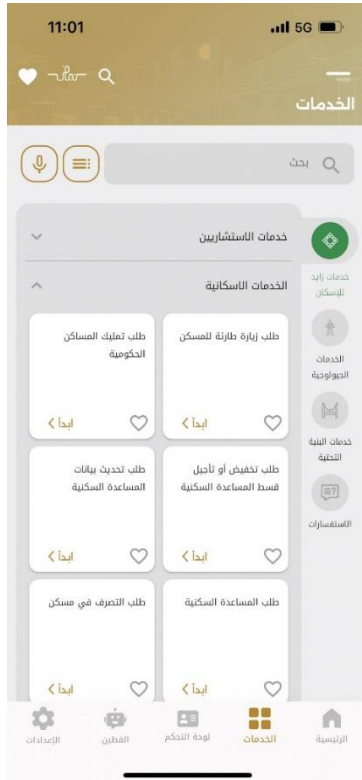 11:01
5G
الخدمات
بحث
خدمات زايد
للإسكان
الخدمات
الجيولوجية
خدمات البنية
التحتية
الاستفسارات
خدمات الاستشاريين
الخدمات الاسكانية
طلب زيارة طارئة للمسكن
ابدأ
طلب تمليك المساكن
الحكومية
ابدأ
طلب تخفيض أو تأجيل
قسط المساعدة السكنية
ابدأ
طلب تحديث بيانات
المساعدة السكنية
ابدأ
طلب المساعدة السكنية
ابدأ
طلب التصرف في مسكن
ابدأ
الرئيسية
الخدمات
لوحة التحكم
الفطين
الإعدادات